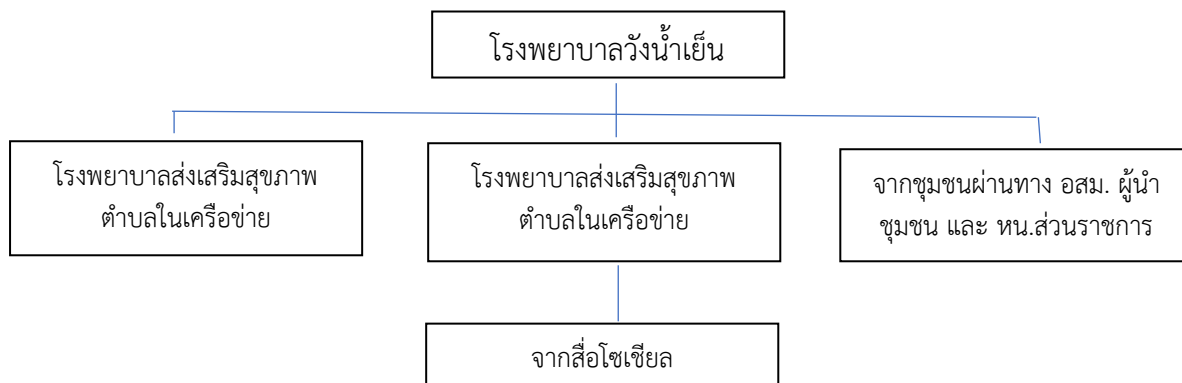 โรงพยาบาลวังน้ำเย็น
โรงพยาบาลส่งเสริมสุขภาพ
ตำบลในเครือข่าย
โรงพยาบาลส่งเสริมสุขภาพ
ตำบลในเครือข่าย
จากชุมชนผ่านทาง อสม. ผู้นำ
ชุมชน และ หน.ส่วนราชการ
จากสื่อโซเชียล